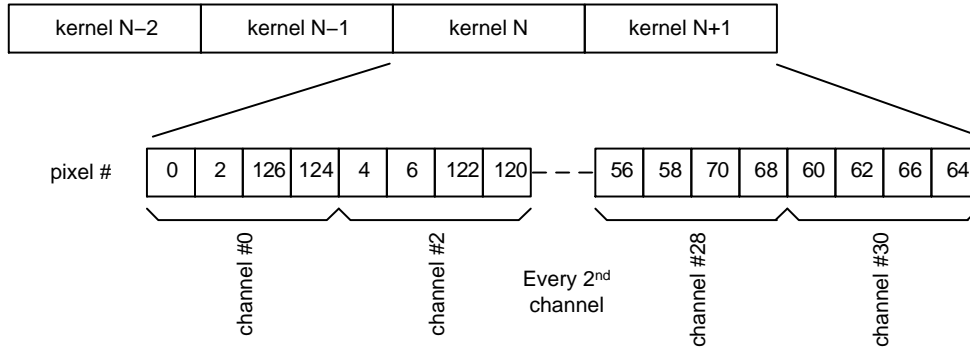 kernel N–2 kernel N–1 kernel N kernel N+1
pixel # 0 2 126 124 4 6 122 120 56 58 70 68 60 62 66 64
channel #0 channel #2 channel #28 channel #30
Every 2nd
channel